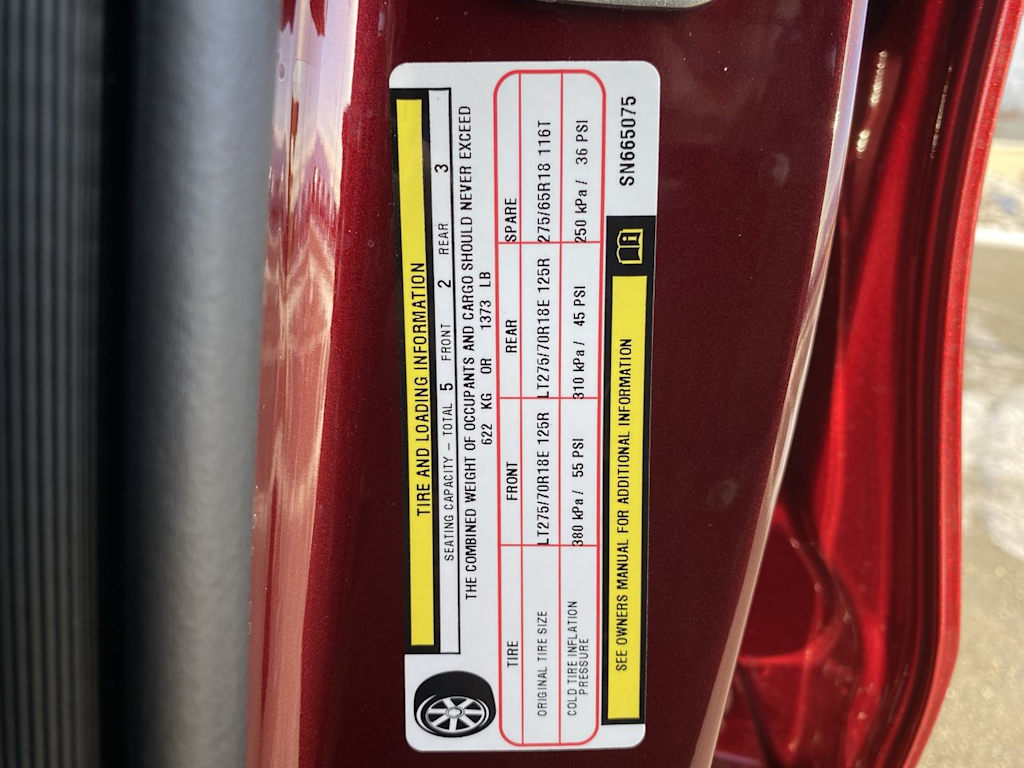 TIRE AND LOADING INFORMATION
SEATING CAPACITY – TOTAL 5 FRONT 2 REAR 3
THE COMBINED WEIGHT OF OCCUPANTS AND CARGO SHOULD NEVER EXCEED
622 KG OR 1373 LB
TIRE FRONT REAR SPARE
ORIGINAL TIRE SIZE LT275/70R18E 125R LT275/70R18E 125R 275/65R18 116T
COLD TIRE INFLATION PRESSURE 380 kPa / 55 PSI 310 kPa / 45 PSI 250 kPa / 36 PSI
SEE OWNERS MANUAL FOR ADDITIONAL INFORMATION
SN665075